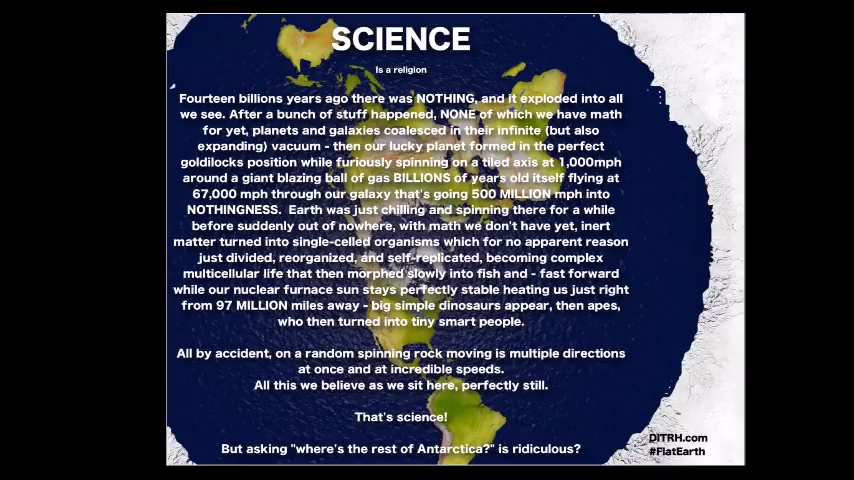 SCIENCE
Is a religion
Fourteen billions years ago there was NOTHING, and it exploded into all
we see. After a bunch of stuff happened, NONE of which we have math
for yet, planets and galaxies coalesced in their infinite (but also
expanding) vacuum - then our lucky planet formed in the perfect
goldilocks position while furiously spinning on a tiled axis at 1,000mph
around a giant blazing ball of gas BILLIONS of years old itself flying at
67,000 mph through our galaxy that's going 500 MILLION mph into
NOTHINGNESS. Earth was just chilling and spinning there for a while
before suddenly out of nowhere, with math we don't have yet, inert
matter turned into single-celled organisms which for no apparent reason
just divided, reorganized, and self-replicated, becoming complex
multicellular life that then morphed slowly into fish and - fast forward
while our nuclear furnace sun stays perfectly stable heating us just right
from 97 MILLION miles away - big simple dinosaurs appear, then apes,
who then turned into tiny smart people.
All by accident, on a random spinning rock moving is multiple directions
at once and at incredible speeds.
All this we believe as we sit here, perfectly still.
That's science!
But asking "where's the rest of Antarctica?" is ridiculous?
DITRH.com
#FlatEarth